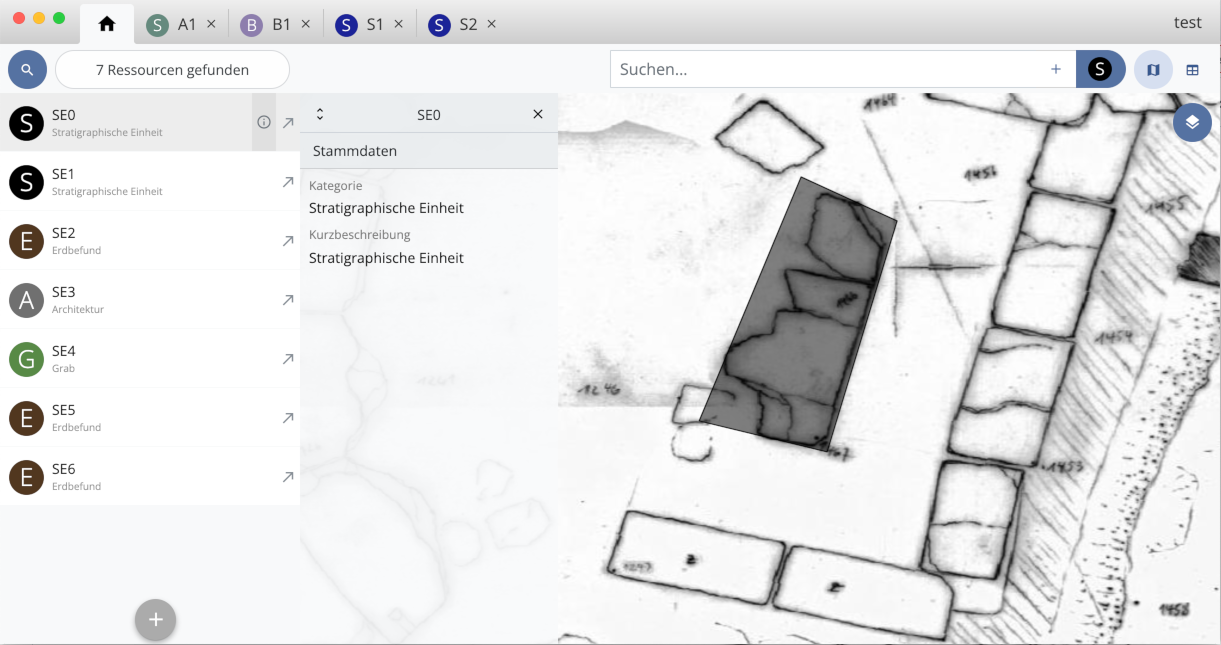 S A1 × B B1 × S S1 × S S2 × test
7 Ressourcen gefunden
Suchen... + S
S SE0
Stratigraphische Einheit
S SE1
Stratigraphische Einheit
E SE2
Erdbefund
A SE3
Architektur
G SE4
Grab
E SE5
Erdbefund
E SE6
Erdbefund
+
SE0 ×
Stammdaten
Kategorie
Stratigraphische Einheit
Kurzbeschreibung
Stratigraphische Einheit
1456
1455
1454
1246
1453
1247
1458